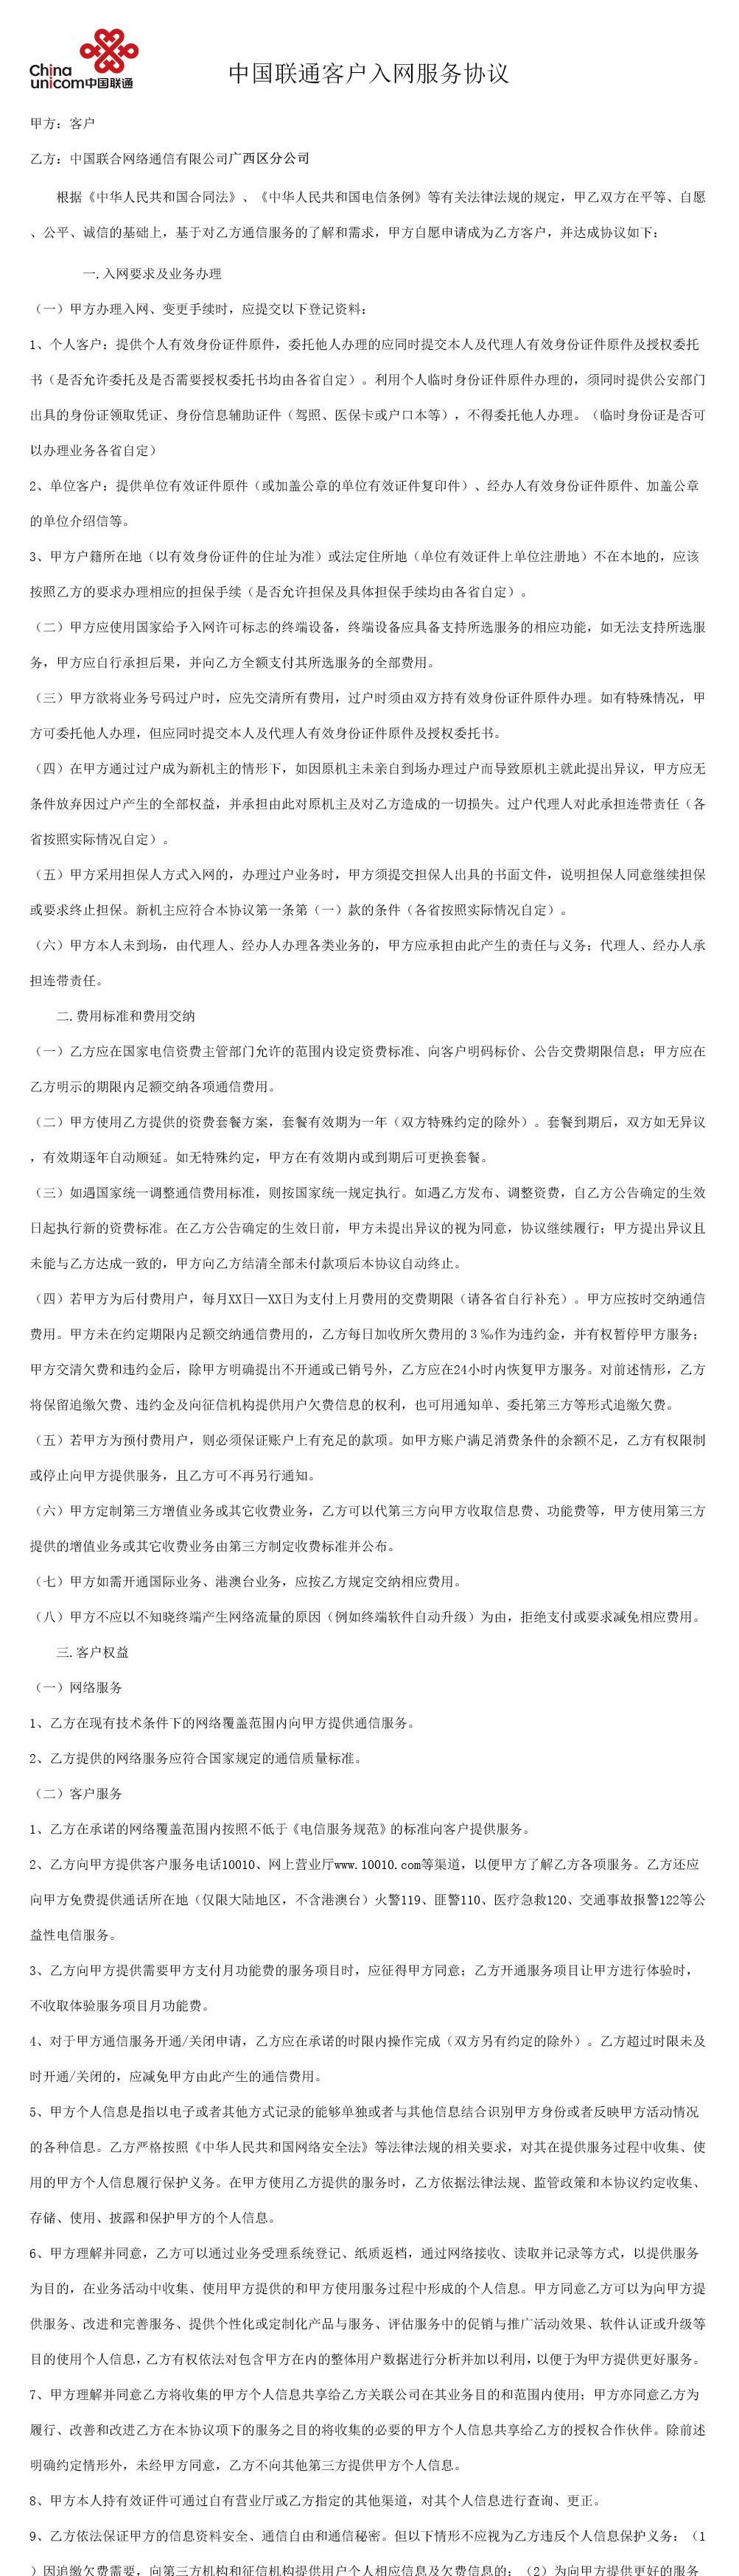 China
unicom中国联通
中国联通客户入网服务协议
甲方：客户
乙方：中国联合网络通信有限公司广西区分公司
根据《中华人民共和国合同法》、《中华人民共和国电信条例》等有关法律法规的规定，甲乙双方在平等、自愿
、公平、诚信的基础上，基于对乙方通信服务的了解和需求，甲方自愿申请成为乙方客户，并达成协议如下：
一.入网要求及业务办理
（一）甲方办理入网、变更手续时，应提交以下登记资料：
1、个人客户：提供个人有效身份证件原件，委托他人办理的应同时提交本人及代理人有效身份证件原件及授权委托
书（是否允许委托及是否需要授权委托书均由各省自定）。利用个人临时身份证件原件办理的，须同时提供公安部门
出具的身份证领取凭证、身份信息辅助证件（驾照、医保卡或户口本等），不得委托他人办理。（临时身份证是否可
以办理业务各省自定）
2、单位客户：提供单位有效证件原件（或加盖公章的单位有效证件复印件）、经办人有效身份证件原件、加盖公章
的单位介绍信等。
3、甲方户籍所在地（以有效身份证件的住址为准）或法定住所地（单位有效证件上单位注册地）不在本地的，应该
按照乙方的要求办理相应的担保手续（是否允许担保及具体担保手续均由各省自定）。
（二）甲方应使用国家给予入网许可标志的终端设备，终端设备应具备支持所选服务的相应功能，如无法支持所选服
务，甲方应自行承担后果，并向乙方全额支付其所选服务的全部费用。
（三）甲方欲将业务号码过户时，应先交清所有费用，过户时须由双方持有效身份证件原件办理。如有特殊情况，甲
方可委托他人办理，但应同时提交本人及代理人有效身份证件原件及授权委托书。
（四）在甲方通过过户成为新机主的情形下，如因原机主未亲自到场办理过户而导致原机主就此提出异议，甲方应无
条件放弃因过户产生的全部权益，并承担由此对原机主及对乙方造成的一切损失。过户代理人对此承担连带责任（各
省按照实际情况自定）。
（五）甲方采用担保人方式入网的，办理过户业务时，甲方须提交担保人出具的书面文件，说明担保人同意继续担保
或要求终止担保。新机主应符合本协议第一条第（一）款的条件（各省按照实际情况自定）。
（六）甲方本人未到场，由代理人、经办人办理各类业务的，甲方应承担由此产生的责任与义务；代理人、经办人承
担连带责任。
二.费用标准和费用交纳
（一）乙方应在国家电信资费主管部门允许的范围内设定资费标准、向客户明码标价、公告交费期限信息；甲方应在
乙方明示的期限内足额交纳各项通信费用。
（二）甲方使用乙方提供的资费套餐方案，套餐有效期为一年（双方特殊约定的除外）。套餐到期后，双方如无异议
，有效期逐年自动顺延。如无特殊约定，甲方在有效期内或到期后可更换套餐。
（三）如遇国家统一调整通信费用标准，则按国家统一规定执行。如遇乙方发布、调整资费，自乙方公告确定的生效
日起执行新的资费标准。在乙方公告确定的生效日前，甲方未提出异议的视为同意，协议继续履行；甲方提出异议且
未能与乙方达成一致的，甲方向乙方结清全部未付款项后本协议自动终止。
（四）若甲方为后付费用户，每月XX日—XX日为支付上月费用的交费期限（请各省自行补充）。甲方应按时交纳通信
费用。甲方未在约定期限内足额交纳通信费用的，乙方每日加收所欠费用的３‰作为违约金，并有权暂停甲方服务；
甲方交清欠费和违约金后，除甲方明确提出不开通或已销号外，乙方应在24小时内恢复甲方服务。对前述情形，乙方
将保留追缴欠费、违约金及向征信机构提供用户欠费信息的权利，也可用通知单、委托第三方等形式追缴欠费。
（五）若甲方为预付费用户，则必须保证账户上有充足的款项。如甲方账户满足消费条件的余额不足，乙方有权限制
或停止向甲方提供服务，且乙方可不再另行通知。
（六）甲方定制第三方增值业务或其它收费业务，乙方可以代第三方向甲方收取信息费、功能费等，甲方使用第三方
提供的增值业务或其它收费业务由第三方制定收费标准并公布。
（七）甲方如需开通国际业务、港澳台业务，应按乙方规定交纳相应费用。
（八）甲方不应以不知晓终端产生网络流量的原因（例如终端软件自动升级）为由，拒绝支付或要求减免相应费用。
三.客户权益
（一）网络服务
1、乙方在现有技术条件下的网络覆盖范围内向甲方提供通信服务。
2、乙方提供的网络服务应符合国家规定的通信质量标准。
（二）客户服务
1、乙方在承诺的网络覆盖范围内按照不低于《电信服务规范》的标准向客户提供服务。
2、乙方向甲方提供客户服务电话10010、网上营业厅www.10010.com等渠道，以便甲方了解乙方各项服务。乙方还应
向甲方免费提供通话所在地（仅限大陆地区，不含港澳台）火警119、匪警110、医疗急救120、交通事故报警122等公
益性电信服务。
3、乙方向甲方提供需要甲方支付月功能费的服务项目时，应征得甲方同意；乙方开通服务项目让甲方进行体验时，
不收取体验服务项目月功能费。
4、对于甲方通信服务开通/关闭申请，乙方应在承诺的时限内操作完成（双方另有约定的除外）。乙方超过时限未及
时开通/关闭的，应减免甲方由此产生的通信费用。
5、甲方个人信息是指以电子或者其他方式记录的能够单独或者与其他信息结合识别甲方身份或者反映甲方活动情况
的各种信息。乙方严格按照《中华人民共和国网络安全法》等法律法规的相关要求，对其在提供服务过程中收集、使
用的甲方个人信息履行保护义务。在甲方使用乙方提供的服务时，乙方依据法律法规、监管政策和本协议约定收集、
存储、使用、披露和保护甲方的个人信息。
6、甲方理解并同意，乙方可以通过业务受理系统登记、纸质返档，通过网络接收、读取并记录等方式，以提供服务
为目的，在业务活动中收集、使用甲方提供的和甲方使用服务过程中形成的个人信息。甲方同意乙方可以为向甲方提
供服务、改进和完善服务、提供个性化或定制化产品与服务、评估服务中的促销与推广活动效果、软件认证或升级等
目的使用个人信息，乙方有权依法对包含甲方在内的整体用户数据进行分析并加以利用，以便于为甲方提供更好服务。
7、甲方理解并同意乙方将收集的甲方个人信息共享给乙方关联公司在其业务目的和范围内使用；甲方亦同意乙方为
履行、改善和改进乙方在本协议项下的服务之目的将收集的必要的甲方个人信息共享给乙方的授权合作伙伴。除前述
明确约定情形外，未经甲方同意，乙方不向其他第三方提供甲方个人信息。
8、甲方本人持有效证件可通过自有营业厅或乙方指定的其他渠道，对其个人信息进行查询、更正。
9、乙方依法保证甲方的信息资料安全、通信自由和通信秘密。但以下情形不应视为乙方违反个人信息保护义务：（1
）因追缴欠费需要，向第三方机构和征信机构提供用户个人相应信息及欠费信息的；（2）为向甲方提供更好的服务